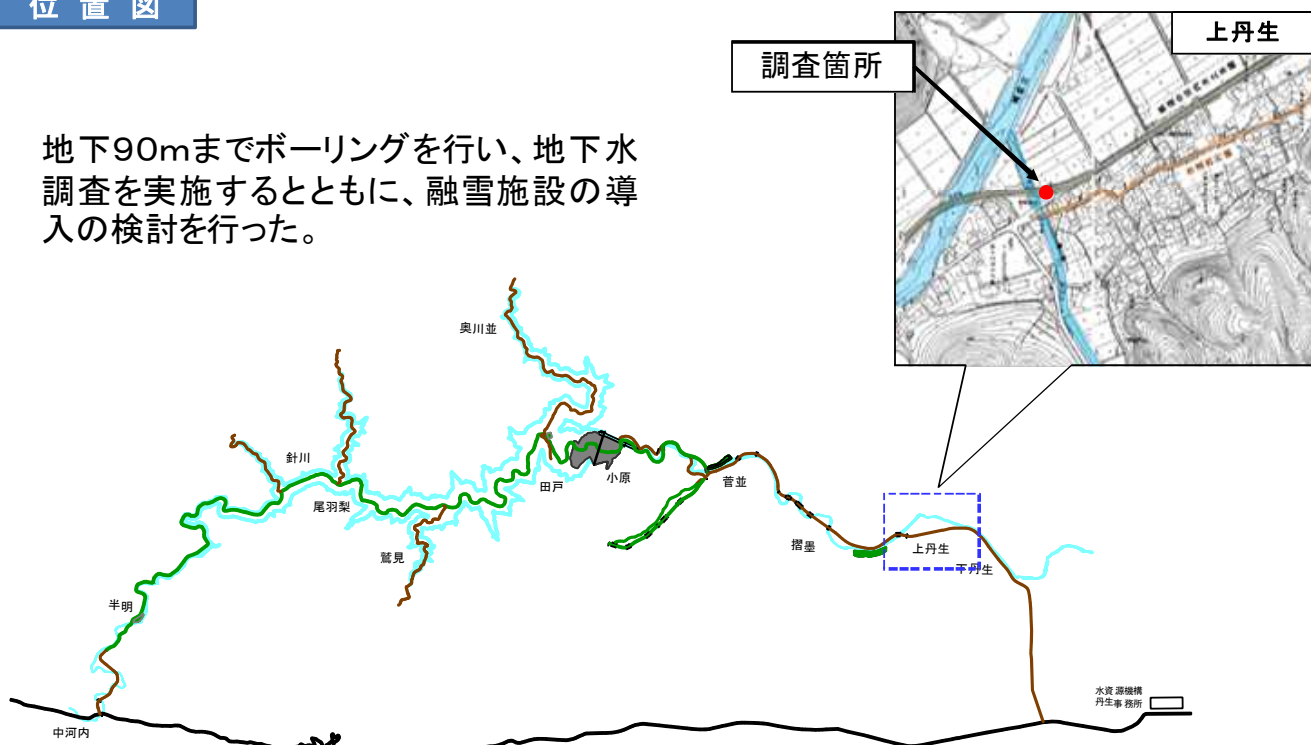 位 置 図
上丹生
調査箇所
地下90mまでボーリングを行い、地下水
調査を実施するとともに、融雪施設の導
入の検討を行った。
奥川並
針川
尾羽梨
田戸
小原
菅並
鷲見
摺墨
上丹生
下丹生
半明
水資源機構
丹生事務所
中河内